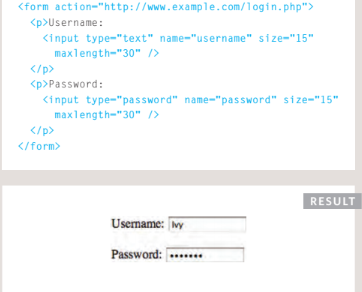 <form action="http://www.example.com/login.php">
<p>Username:
<input type="text" name="username" size="15"
maxlength="30" />
</p>
<p>Password:
<input type="password" name="password" size="15"
maxlength="30" />
</p>
</form>
RESULT
Username: Ivy
Password: •••••••